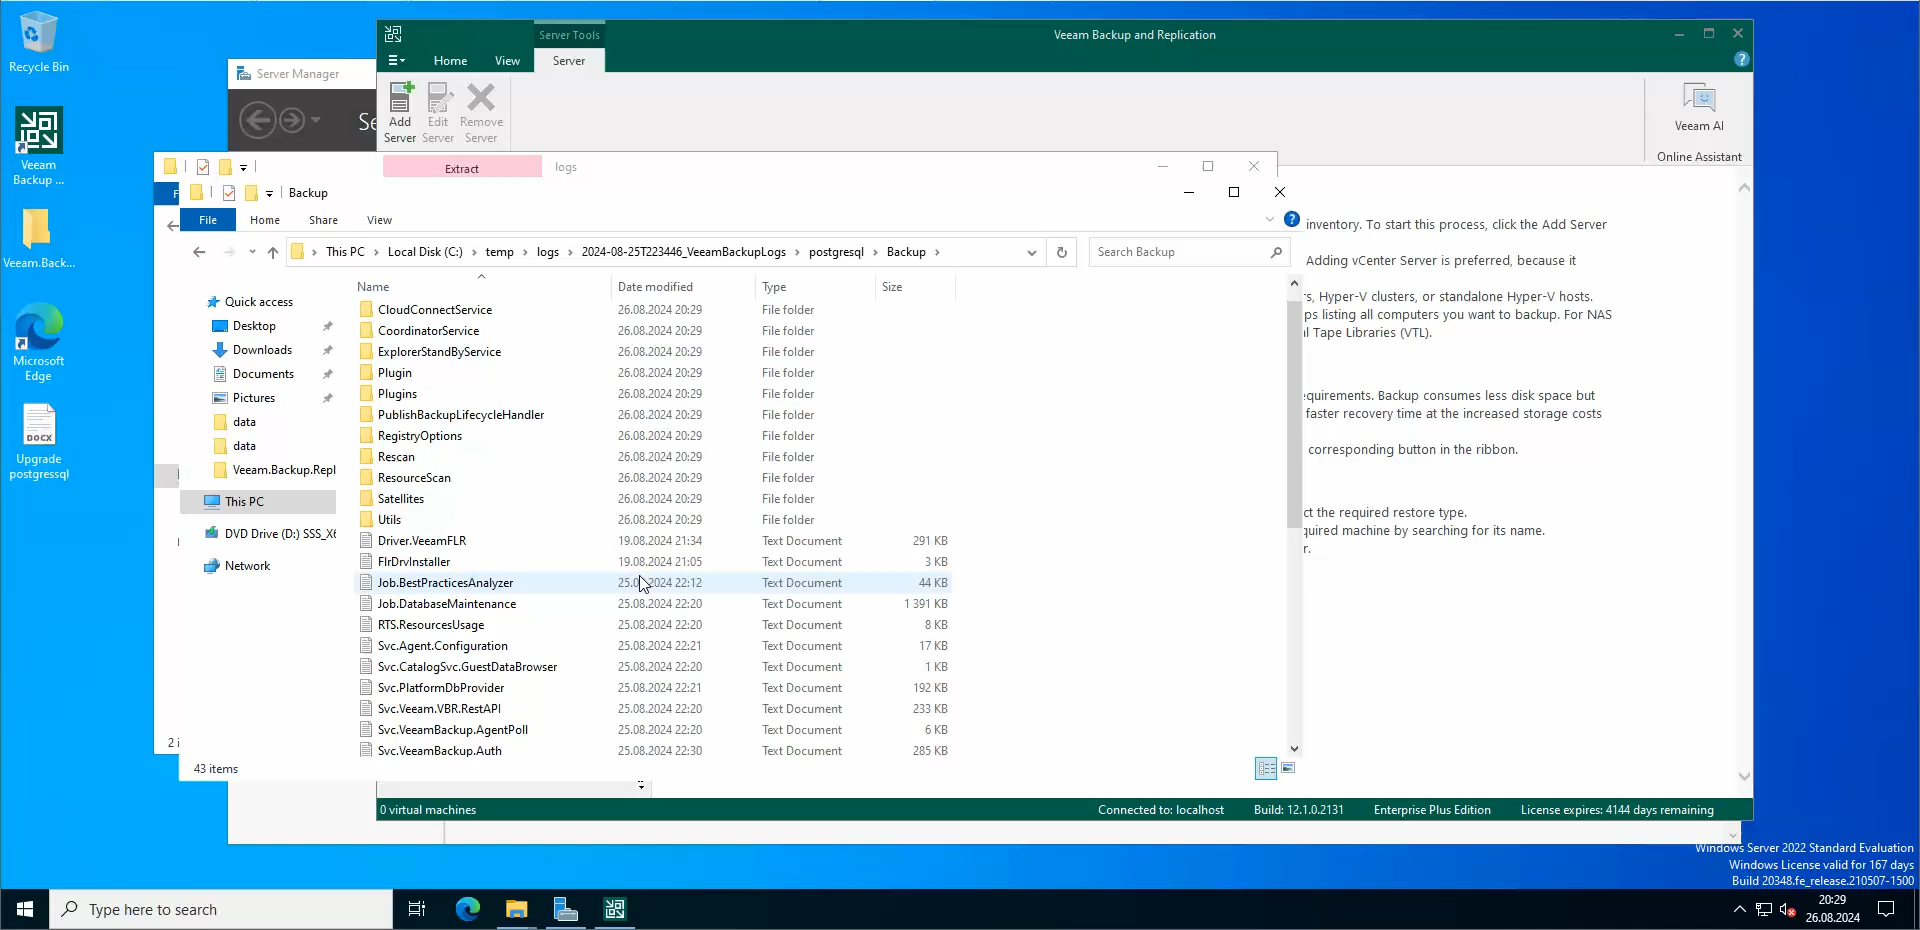 Recycle Bin
Veeam
Backup ...
Veeam.Back...
Microsoft
Edge
DOCX
Upgrade
postgressql
Server Manager
Server Tools
Veeam Backup and Replication
Home
View
Server
Add
Server
Edit
Server
Remove
Server
Veeam AI
Online Assistant
Extract
logs
Backup
File
Home
Share
View
This PC
Local Disk (C:)
temp
logs
2024-08-25T223446_VeeamBackupLogs
postgresql
Backup
Search Backup
Name
Date modified
Type
Size
Quick access
Desktop
Downloads
Documents
Pictures
data
data
Veeam.Backup.Repl
This PC
DVD Drive (D:) SSS_X6
Network
CloudConnectService 26.08.2024 20:29 File folder
CoordinatorService 26.08.2024 20:29 File folder
ExplorerStandByService 26.08.2024 20:29 File folder
Plugin 26.08.2024 20:29 File folder
Plugins 26.08.2024 20:29 File folder
PublishBackupLifecycleHandler 26.08.2024 20:29 File folder
RegistryOptions 26.08.2024 20:29 File folder
Rescan 26.08.2024 20:29 File folder
ResourceScan 26.08.2024 20:29 File folder
Satellites 26.08.2024 20:29 File folder
Utils 26.08.2024 20:29 File folder
Driver.VeeamFLR 19.08.2024 21:34 Text Document 291 KB
FlrDrvInstaller 19.08.2024 21:05 Text Document 3 KB
Job.BestPracticesAnalyzer 25.08.2024 22:12 Text Document 44 KB
Job.DatabaseMaintenance 25.08.2024 22:20 Text Document 1 391 KB
RTS.ResourcesUsage 25.08.2024 22:20 Text Document 8 KB
Svc.Agent.Configuration 25.08.2024 22:21 Text Document 17 KB
Svc.CatalogSvc.GuestDataBrowser 25.08.2024 22:20 Text Document 1 KB
Svc.PlatformDbProvider 25.08.2024 22:21 Text Document 192 KB
Svc.Veeam.VBR.RestAPI 25.08.2024 22:20 Text Document 233 KB
Svc.VeeamBackup.AgentPoll 25.08.2024 22:20 Text Document 6 KB
Svc.VeeamBackup.Auth 25.08.2024 22:30 Text Document 285 KB
43 items
inventory. To start this process, click the Add Server
Adding vCenter Server is preferred, because it
s, Hyper-V clusters, or standalone Hyper-V hosts.
ps listing all computers you want to backup. For NAS
l Tape Libraries (VTL).
equirements. Backup consumes less disk space but
faster recovery time at the increased storage costs
corresponding button in the ribbon.
ct the required restore type.
quired machine by searching for its name.
r.
0 virtual machines
Connected to: localhost
Build: 12.1.0.2131
Enterprise Plus Edition
License expires: 4144 days remaining
Windows Server 2022 Standard Evaluation
Windows License valid for 167 days
Build 20348.fe_release.210507-1500
Type here to search
20:29
26.08.2024